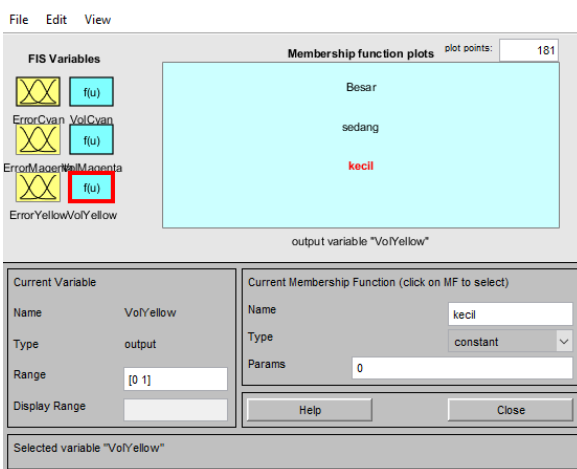 File Edit View
FIS Variables
Membership function plots plot points: 181
f(u)
ErrorCyan VolCyan
f(u)
ErrorMagenta VolMagenta
f(u)
ErrorYellow VolYellow
Besar
sedang
kecil
output variable "VolYellow"
Current Variable
Name VolYellow
Type output
Range [0 1]
Display Range
Current Membership Function (click on MF to select)
Name kecil
Type constant
Params 0
Help Close
Selected variable "VolYellow"